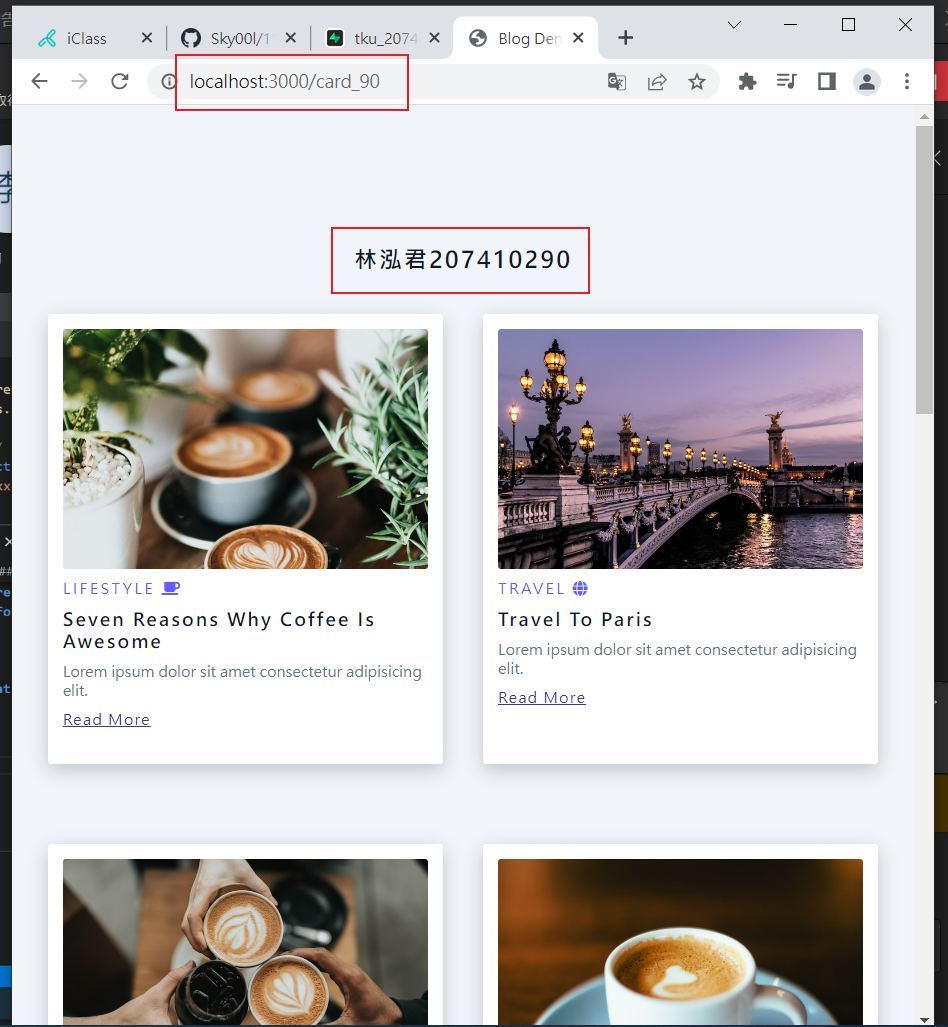 iClass
Sky00l/1
tku_2074
Blog Den
localhost:3000/card_90
林泓君207410290
LIFESTYLE
Seven Reasons Why Coffee Is
Awesome
Lorem ipsum dolor sit amet consectetur adipisicing
elit.
Read More
TRAVEL
Travel To Paris
Lorem ipsum dolor sit amet consectetur adipisicing
elit.
Read More